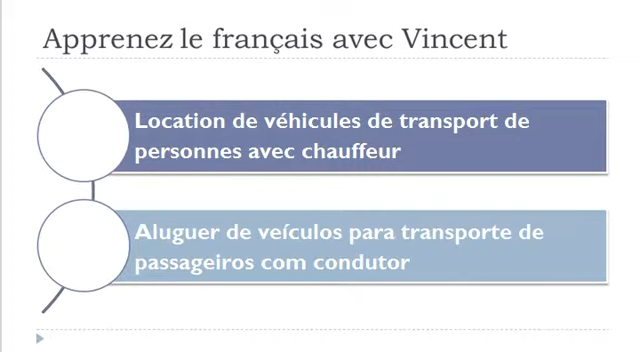 Apprenez le français avec Vincent
Location de véhicules de transport de
personnes avec chauffeur
Aluguer de veículos para transporte de
passageiros com condutor